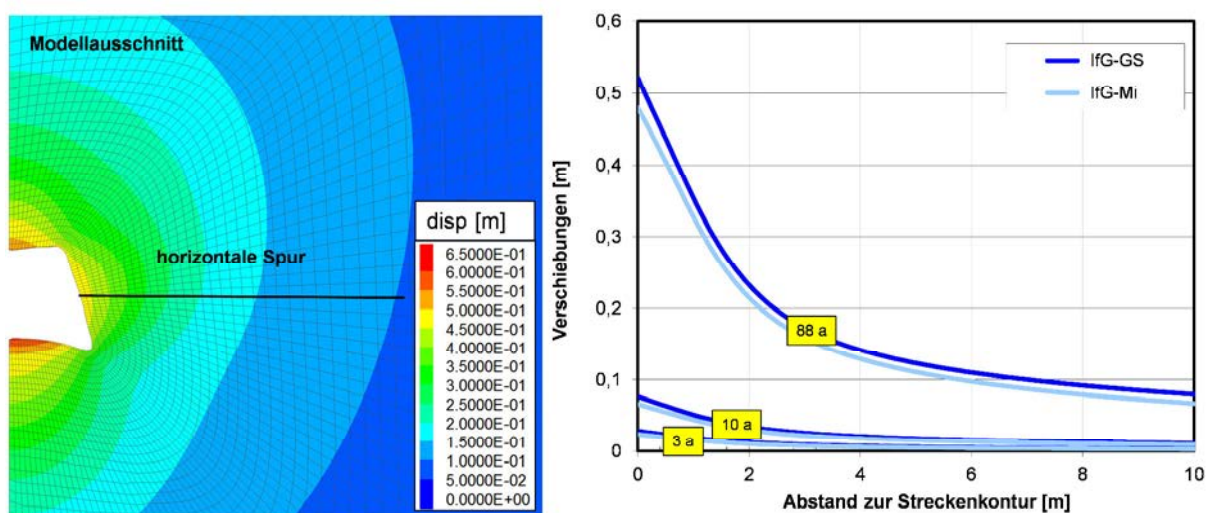 Modellausschnitt
horizontale Spur
disp [m]
6.5000E-01
6.0000E-01
5.5000E-01
5.0000E-01
4.5000E-01
4.0000E-01
3.5000E-01
3.0000E-01
2.5000E-01
2.0000E-01
1.5000E-01
1.0000E-01
5.0000E-02
0.0000E+00
Verschiebungen [m]
0,6
0,5
0,4
0,3
0,2
0,1
0
IfG-GS
IfG-Mi
88 a
10 a
3 a
0 2 4 6 8 10
Abstand zur Streckenkontur [m]